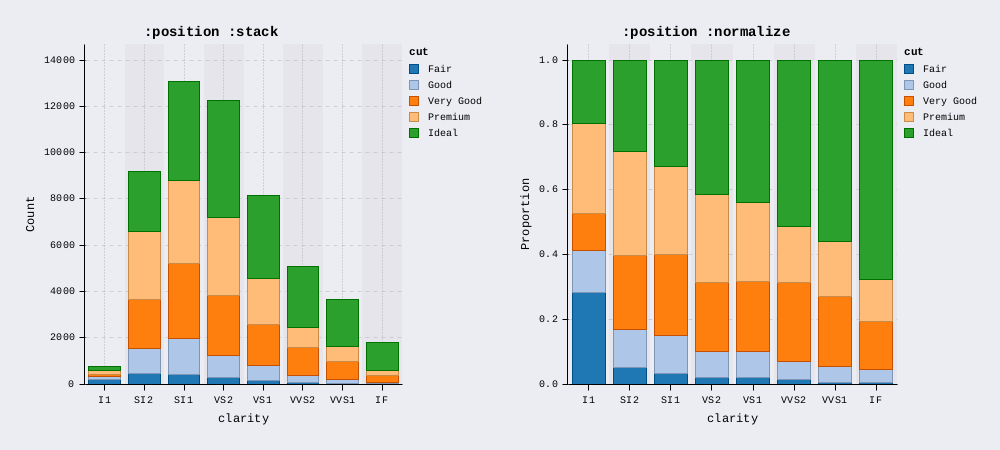 :position :stack
14000
12000
10000
8000
6000
4000
2000
0
Count
I1 SI2 SI1 VS2 VS1 VVS2 VVS1 IF
clarity
cut
Fair
Good
Very Good
Premium
Ideal
:position :normalize
1.0
0.8
0.6
0.4
0.2
0.0
Proportion
I1 SI2 SI1 VS2 VS1 VVS2 VVS1 IF
clarity
cut
Fair
Good
Very Good
Premium
Ideal